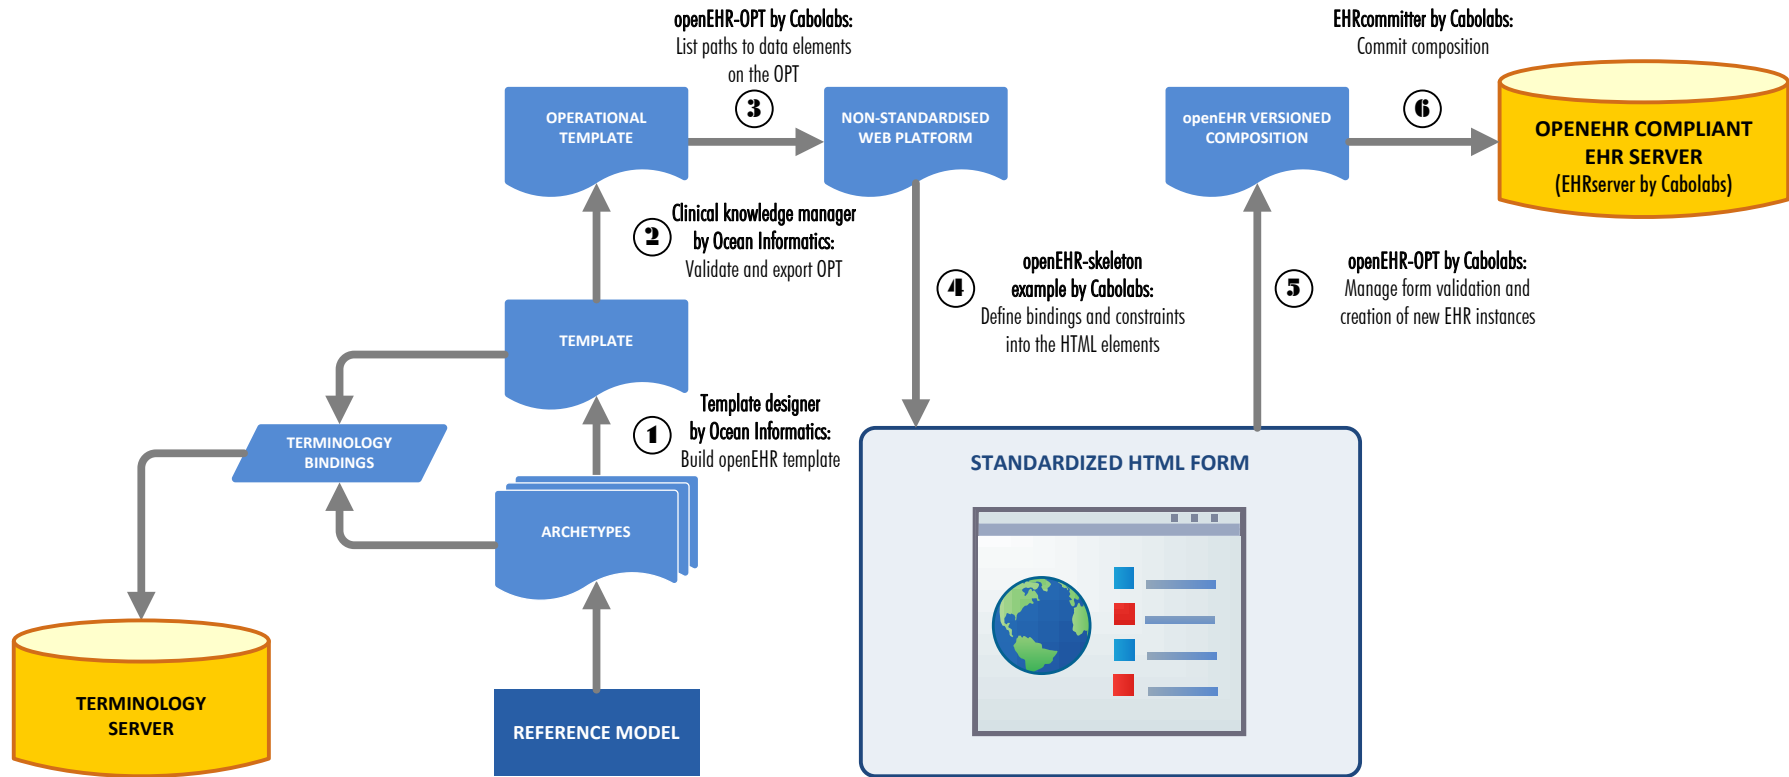 openEHR-OPT by Cabolabs:
List paths to data elements
on the OPT
3
EHRcommitter by Cabolabs:
Commit composition
6
OPERATIONAL
TEMPLATE
NON-STANDARDISED
WEB PLATFORM
openEHR VERSIONED
COMPOSITION
OPENEHR COMPLIANT
EHR SERVER
(EHRserver by Cabolabs)
2
Clinical knowledge manager
by Ocean Informatics:
Validate and export OPT
4
openEHR-skeleton
example by Cabolabs:
Define bindings and constraints
into the HTML elements
5
openEHR-OPT by Cabolabs:
Manage form validation and
creation of new EHR instances
TEMPLATE
1
Template designer
by Ocean Informatics:
Build openEHR template
TERMINOLOGY
BINDINGS
STANDARDIZED HTML FORM
ARCHETYPES
TERMINOLOGY
SERVER
REFERENCE MODEL